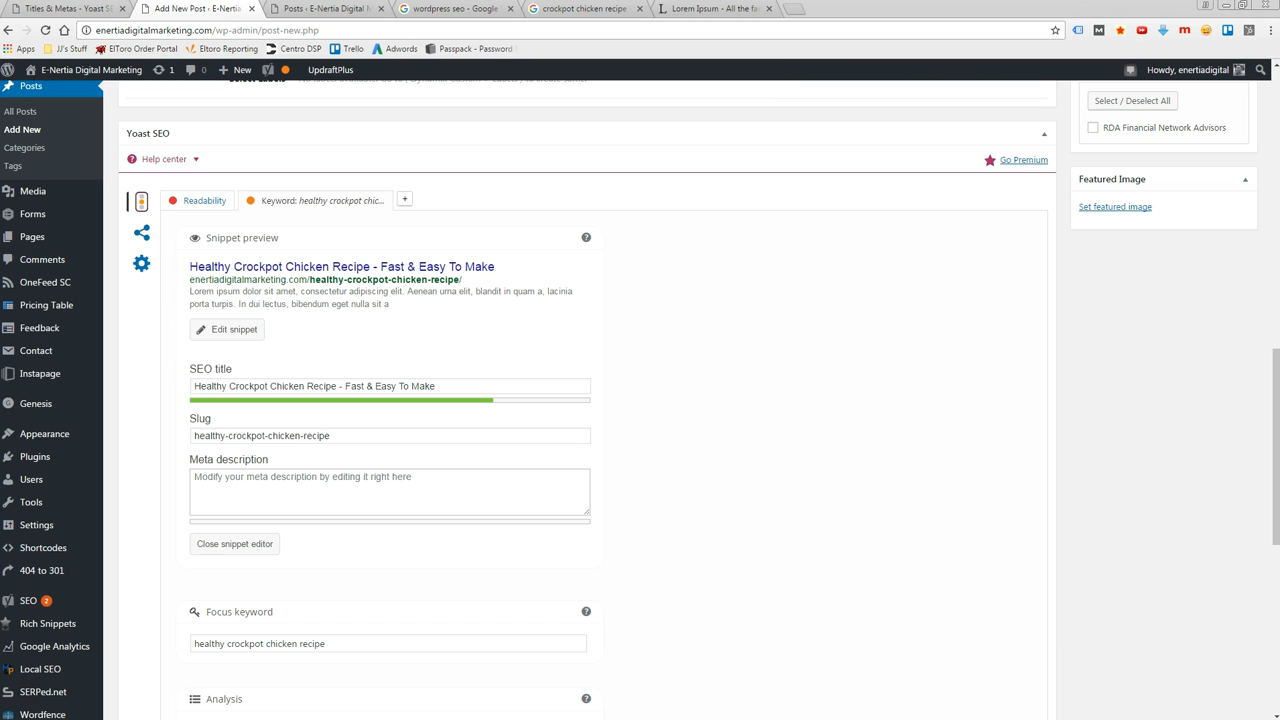 Titles & Metas - Yoast S
Add New Post ‹ E-Nertia
Posts ‹ E-Nertia Digital M
wordpress seo - Google
crockpot chicken recipe
Lorem Ipsum - All the fa
enertiadigitalmarketing.com/wp-admin/post-new.php
Apps
JJ's Stuff
ElToro Order Portal
Eltoro Reporting
Centro DSP
Trello
Adwords
Passpack - Password
E-Nertia Digital Marketing
1
0
New
UpdraftPlus
Howdy, enertiadigital
Posts
All Posts
Add New
Categories
Tags
Media
Forms
Pages
Comments
OneFeed SC
Pricing Table
Feedback
Contact
Instapage
Genesis
Appearance
Plugins
Users
Tools
Settings
Shortcodes
404 to 301
SEO 2
Rich Snippets
Google Analytics
Local SEO
SERPed.net
Wordfence
Yoast SEO
Help center
Go Premium
Readability
Keyword: healthy crockpot chic...
+
Snippet preview
Healthy Crockpot Chicken Recipe - Fast & Easy To Make
enertiadigitalmarketing.com/healthy-crockpot-chicken-recipe/
Lorem ipsum dolor sit amet, consectetur adipiscing elit. Aenean urna elit, blandit in quam a, lacinia
porta turpis. In dui lectus, bibendum eget nulla sit a
Edit snippet
SEO title
Healthy Crockpot Chicken Recipe - Fast & Easy To Make
Slug
healthy-crockpot-chicken-recipe
Meta description
Modify your meta description by editing it right here
Close snippet editor
Focus keyword
healthy crockpot chicken recipe
Analysis
Select / Deselect All
RDA Financial Network Advisors
Featured Image
Set featured image